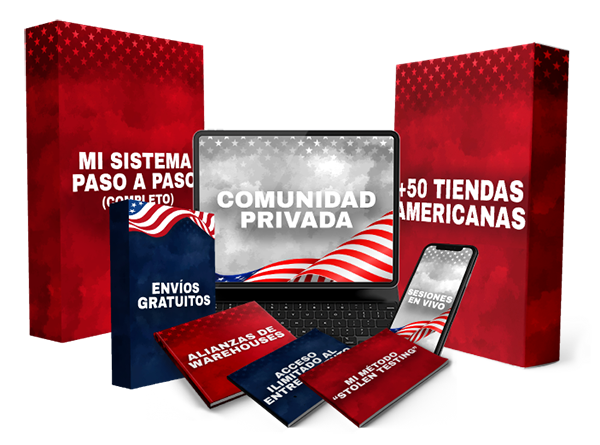 MI SISTEMA
PASO A PASO
(COMPLETO)
COMUNIDAD
PRIVADA
+50 TIENDAS
AMERICANAS
ENVÍOS
GRATUITOS
SESIONES
EN VIVO
ALIANZAS DE
WAREHOUSES
ACCESO
ILIMITADO AL
MI MÉTODO
"STOLEN TESTING"